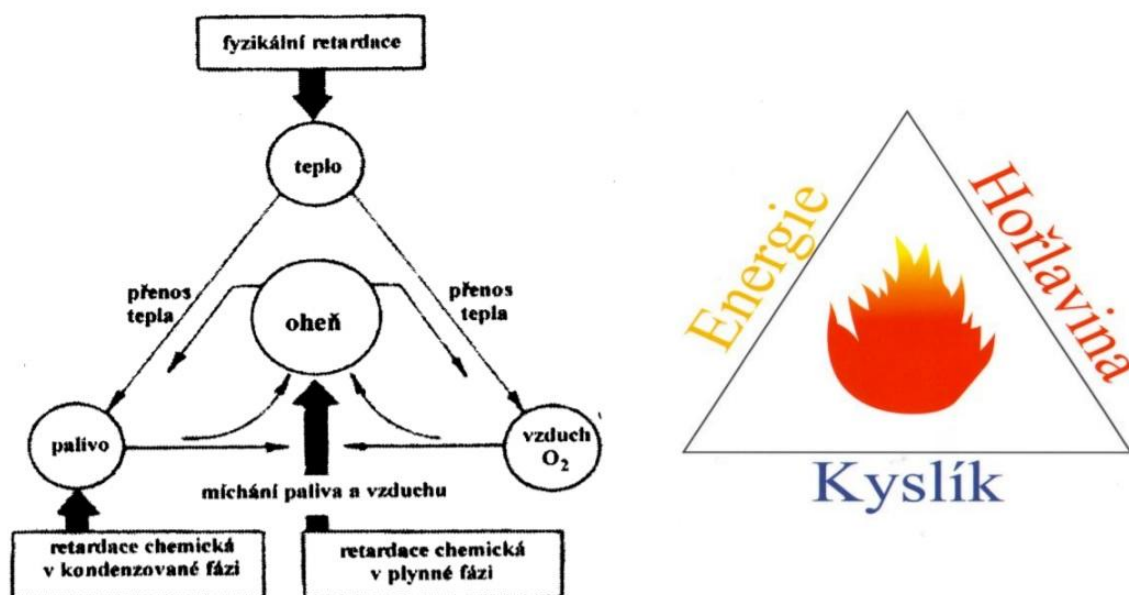 fyzikální retardace
teplo
přenos
tepla
přenos
tepla
oheň
palivo
vzduch
O₂
míchání paliva a vzduchu
retardace chemická
v kondenzované fázi
retardace chemická
v plynné fázi
Energie
Hořlavina
Kyslík